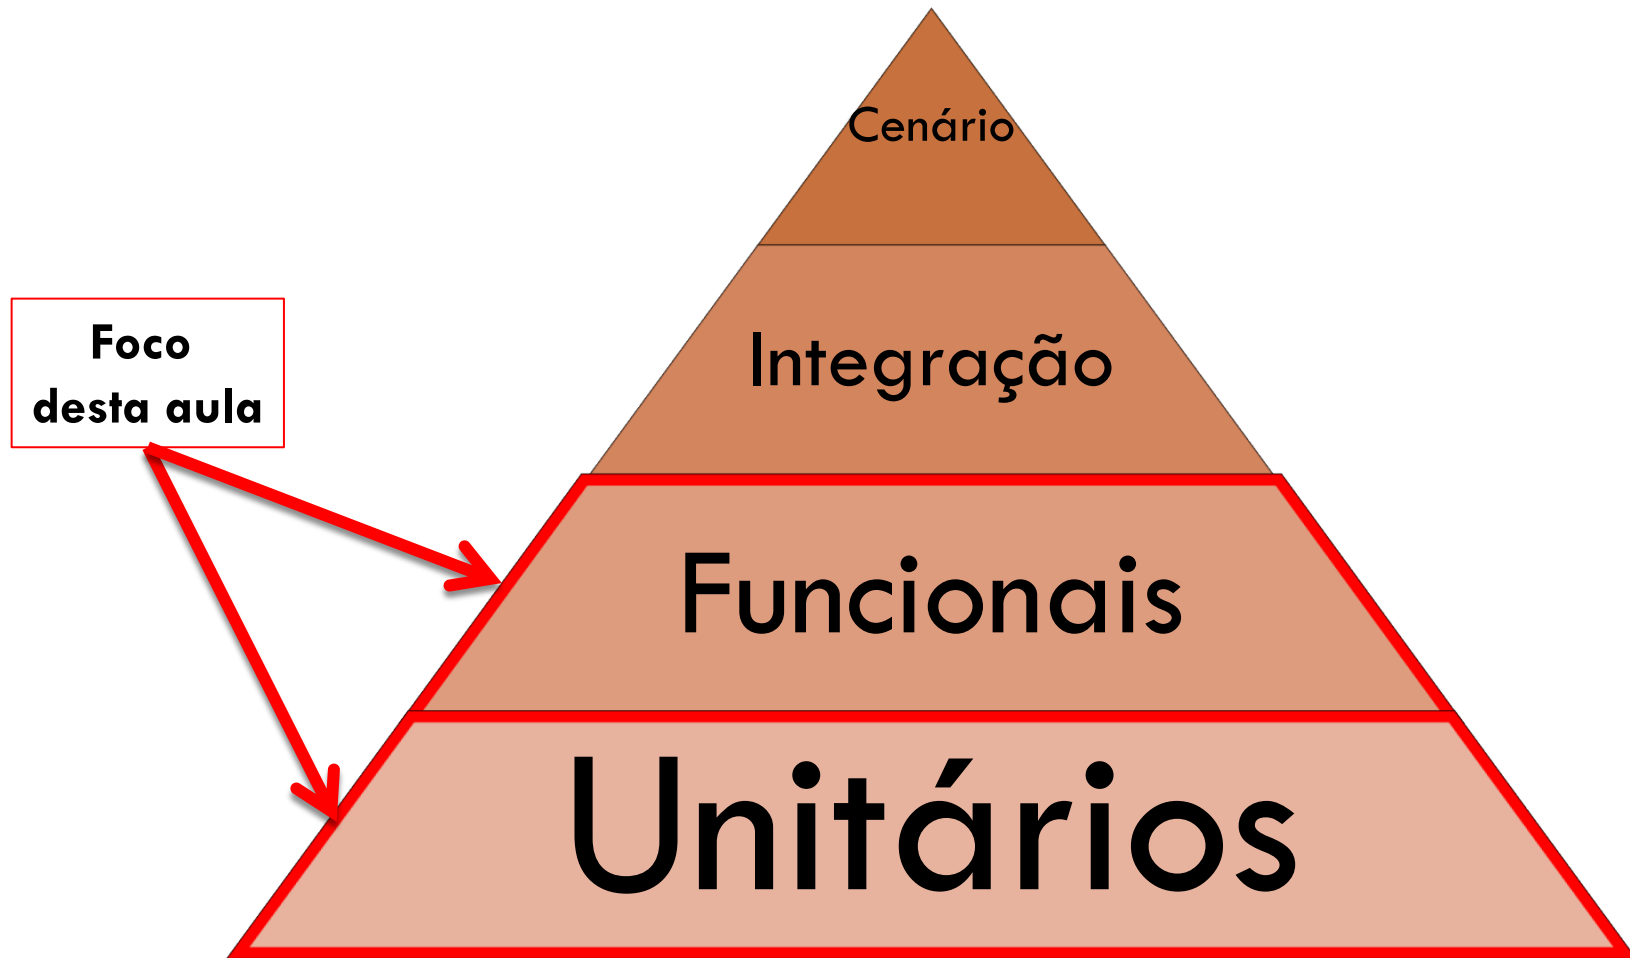 Cenário
Integração
Foco
desta aula
Funcionais
Unitários